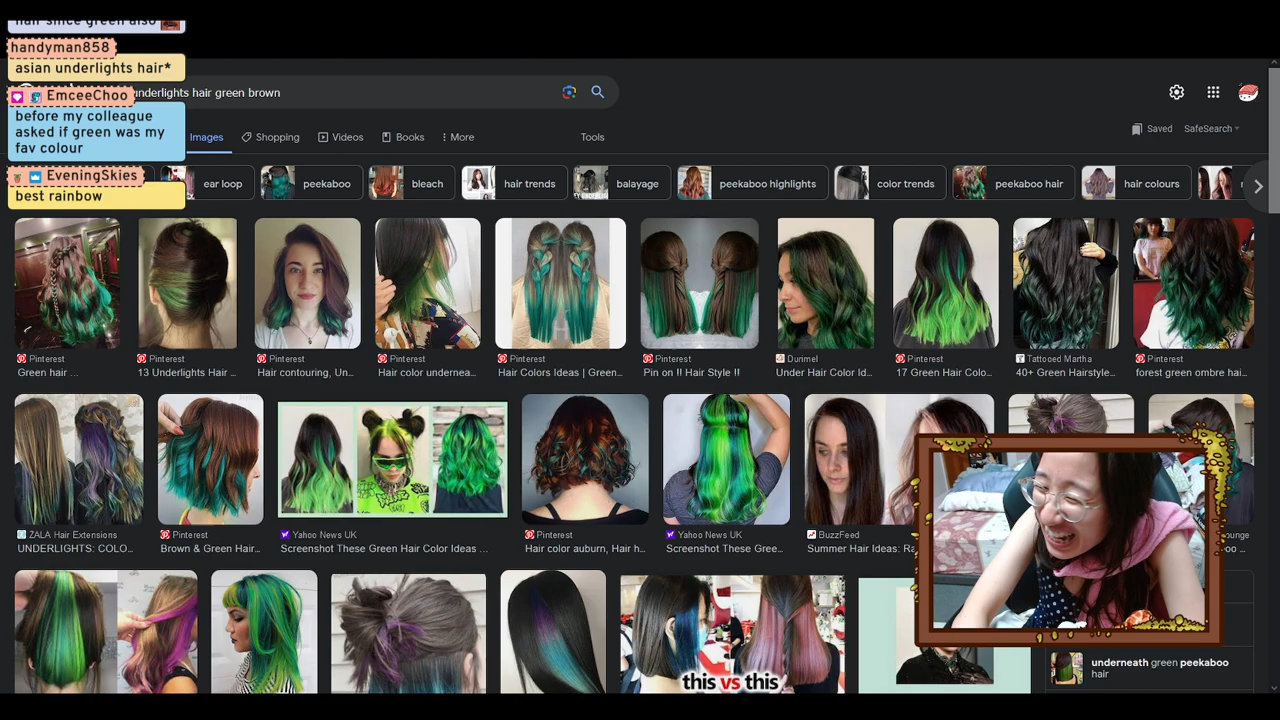 hair since green also
handyman858
asian underlights hair*
EmceeChoo
before my colleague
asked if green was my
fav colour
EveningSkies
best rainbow
underlights hair green brown
Images
Shopping
Videos
Books
More
Tools
Saved
SafeSearch
ear loop
peekaboo
bleach
hair trends
balayage
peekaboo highlights
color trends
peekaboo hair
hair colours
Pinterest
Green hair ...
Pinterest
13 Underlights Hair ...
Pinterest
Hair contouring, Un...
Pinterest
Hair color undernea...
Pinterest
Hair Colors Ideas | Green...
Pinterest
Pin on !! Hair Style !!
Dunmel
Under Hair Color Id...
Pinterest
17 Green Hair Colo...
Tattooed Martha
40+ Green Hairstyle...
Pinterest
forest green ombre hai...
ZALA Hair Extensions
UNDERLIGHTS: COLO...
Pinterest
Brown & Green Hair...
Yahoo News UK
Screenshot These Green Hair Color Ideas ...
Pinterest
Hair color auburn, Hair h...
Yahoo News UK
Screenshot These Gree...
BuzzFeed
Summer Hair Ideas: Ra
this vs this
underneath green peekaboo
hair